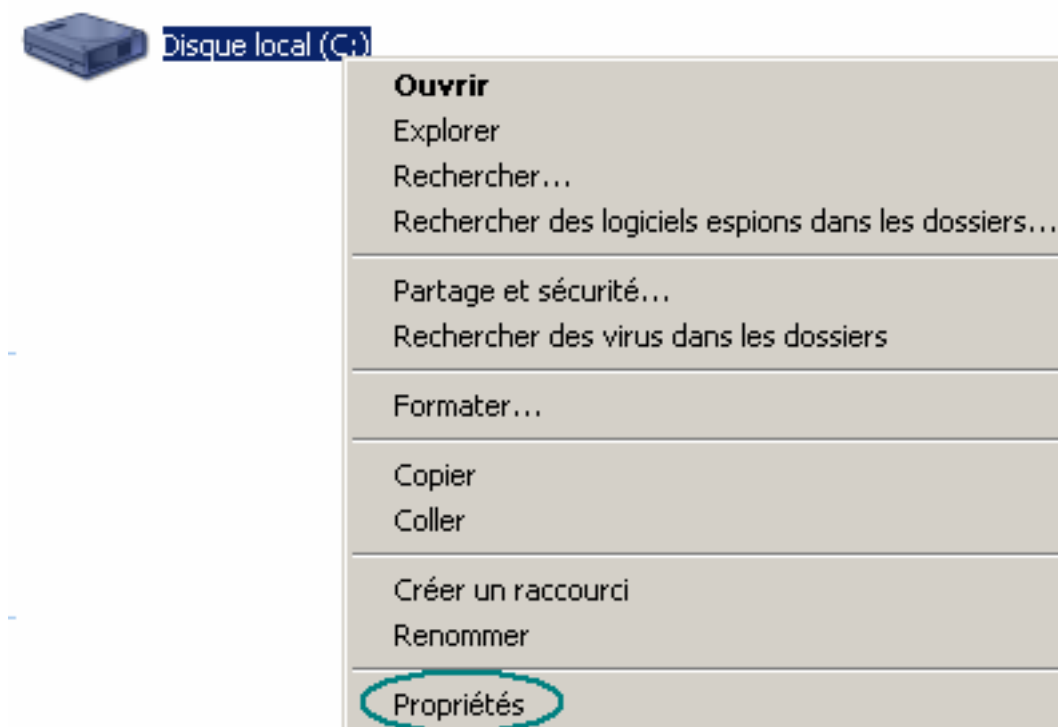 Disque local (C:)
Ouvrir
Explorer
Rechercher...
Rechercher des logiciels espions dans les dossiers...
Partage et sécurité...
Rechercher des virus dans les dossiers
Formater...
Copier
Coller
Créer un raccourci
Renommer
Propriétés